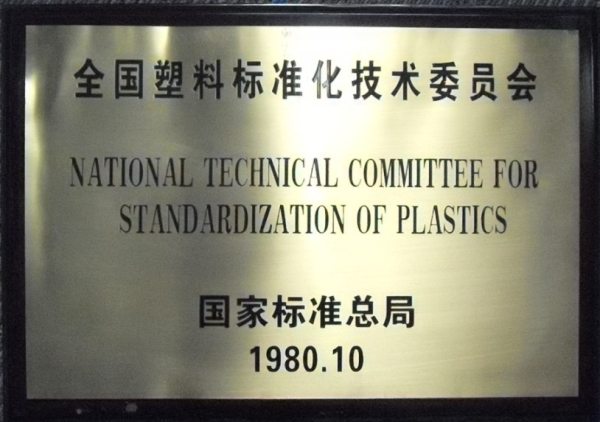 全国塑料标准化技术委员会
NATIONAL TECHNICAL COMMITTEE FOR
STANDARDIZATION OF PLASTICS
国家标准总局
1980.10